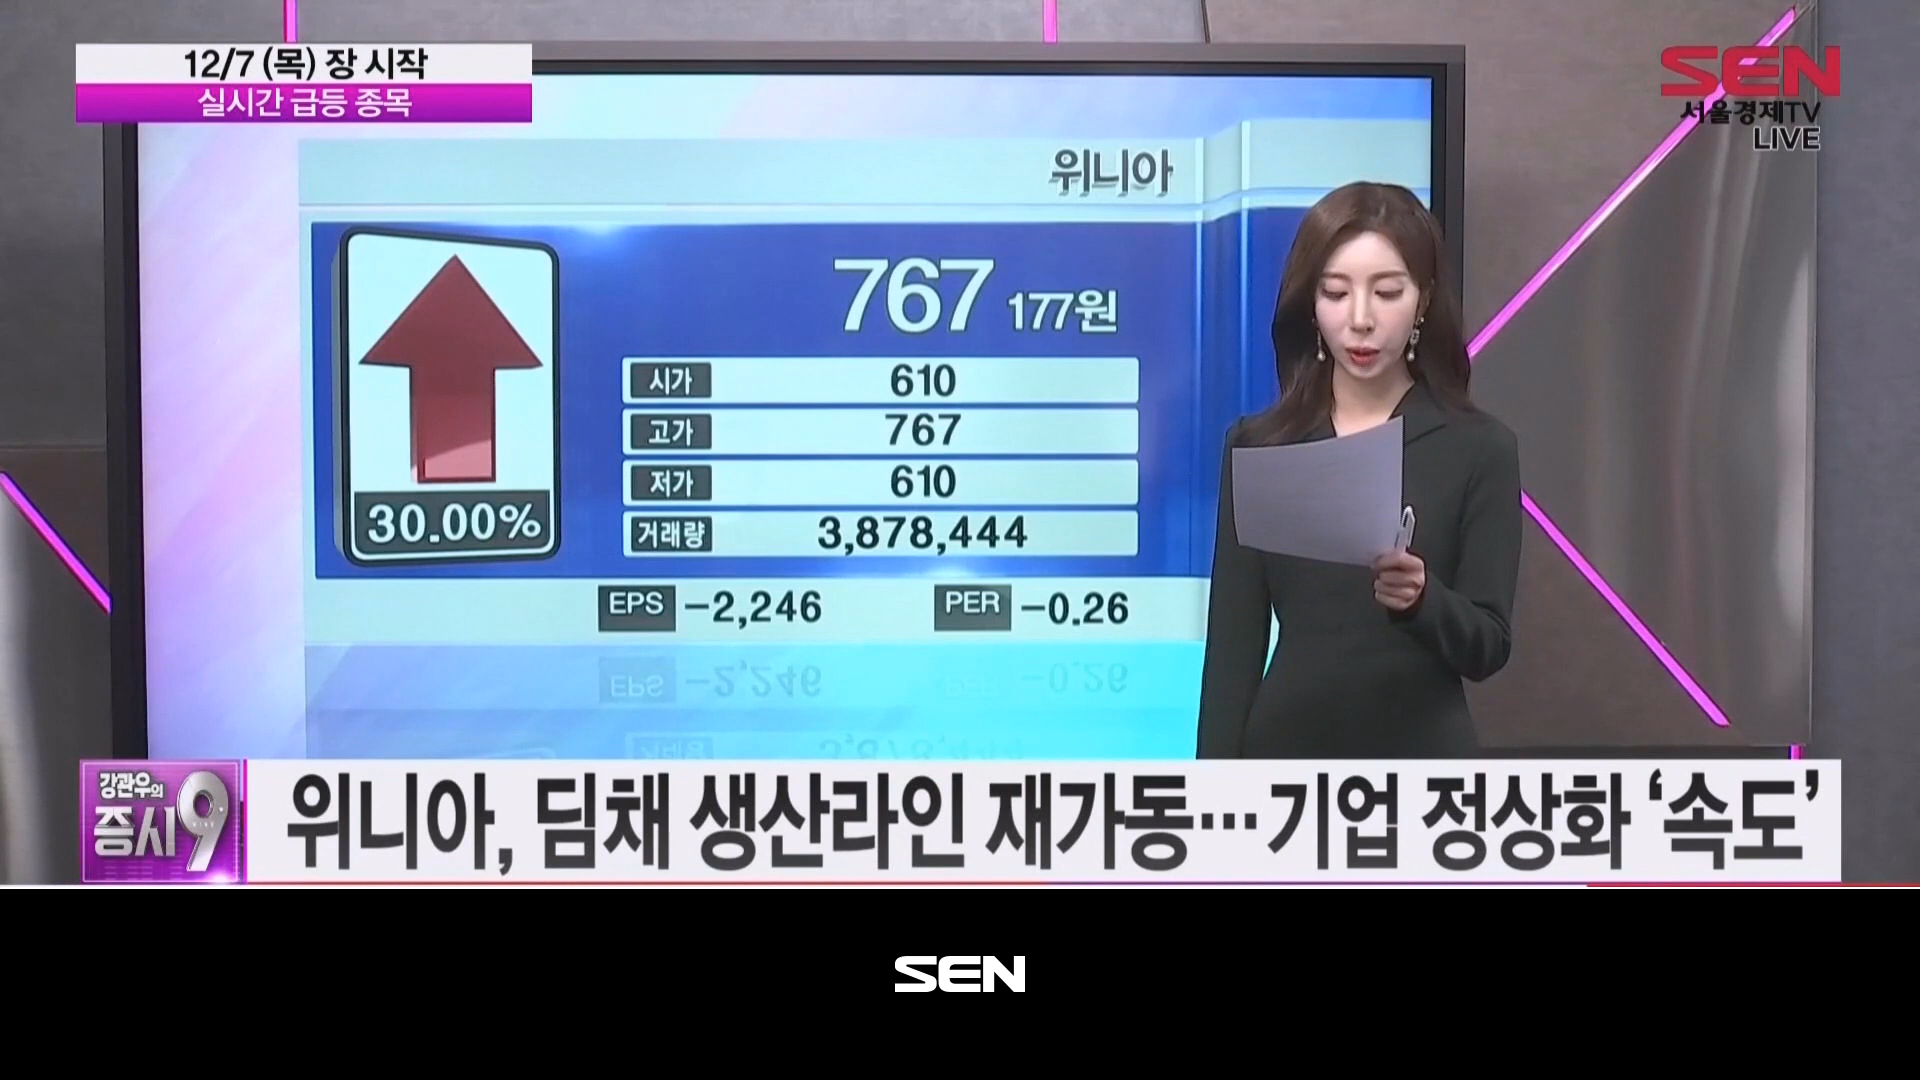 12/7 (목) 장 시작
실시간 급등 종목
SEN
서울경제TV
LIVE
위니아
767 177원
30.00%
시가 610
고가 767
저가 610
거래량 3,878,444
EPS -2,246 PER -0.26
강관우의
증시9
위니아, 딤채 생산라인 재가동…기업 정상화 ‘속도’
SEN